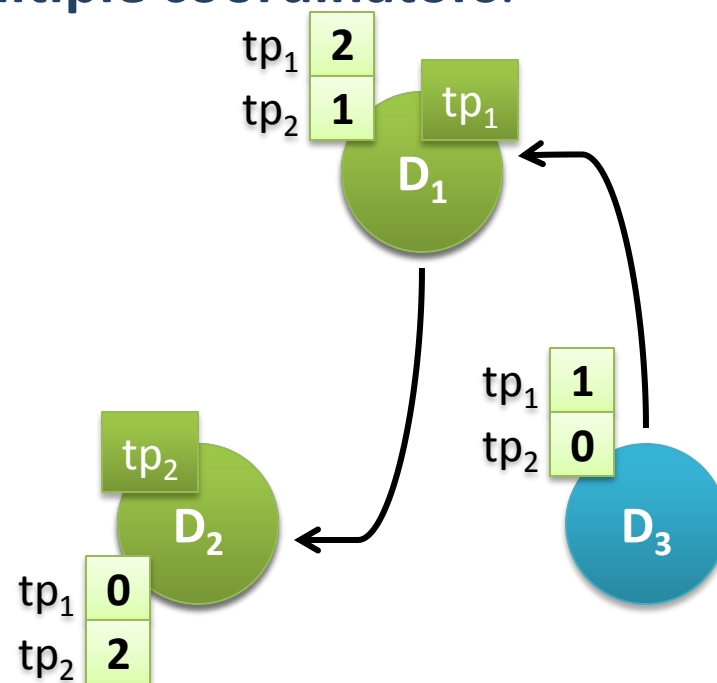 tp₁ 2
tp₂ 1
tp₁
D₁
tp₁ 1
tp₂ 0
tp₂
D₂
D₃
tp₁ 0
tp₂ 2